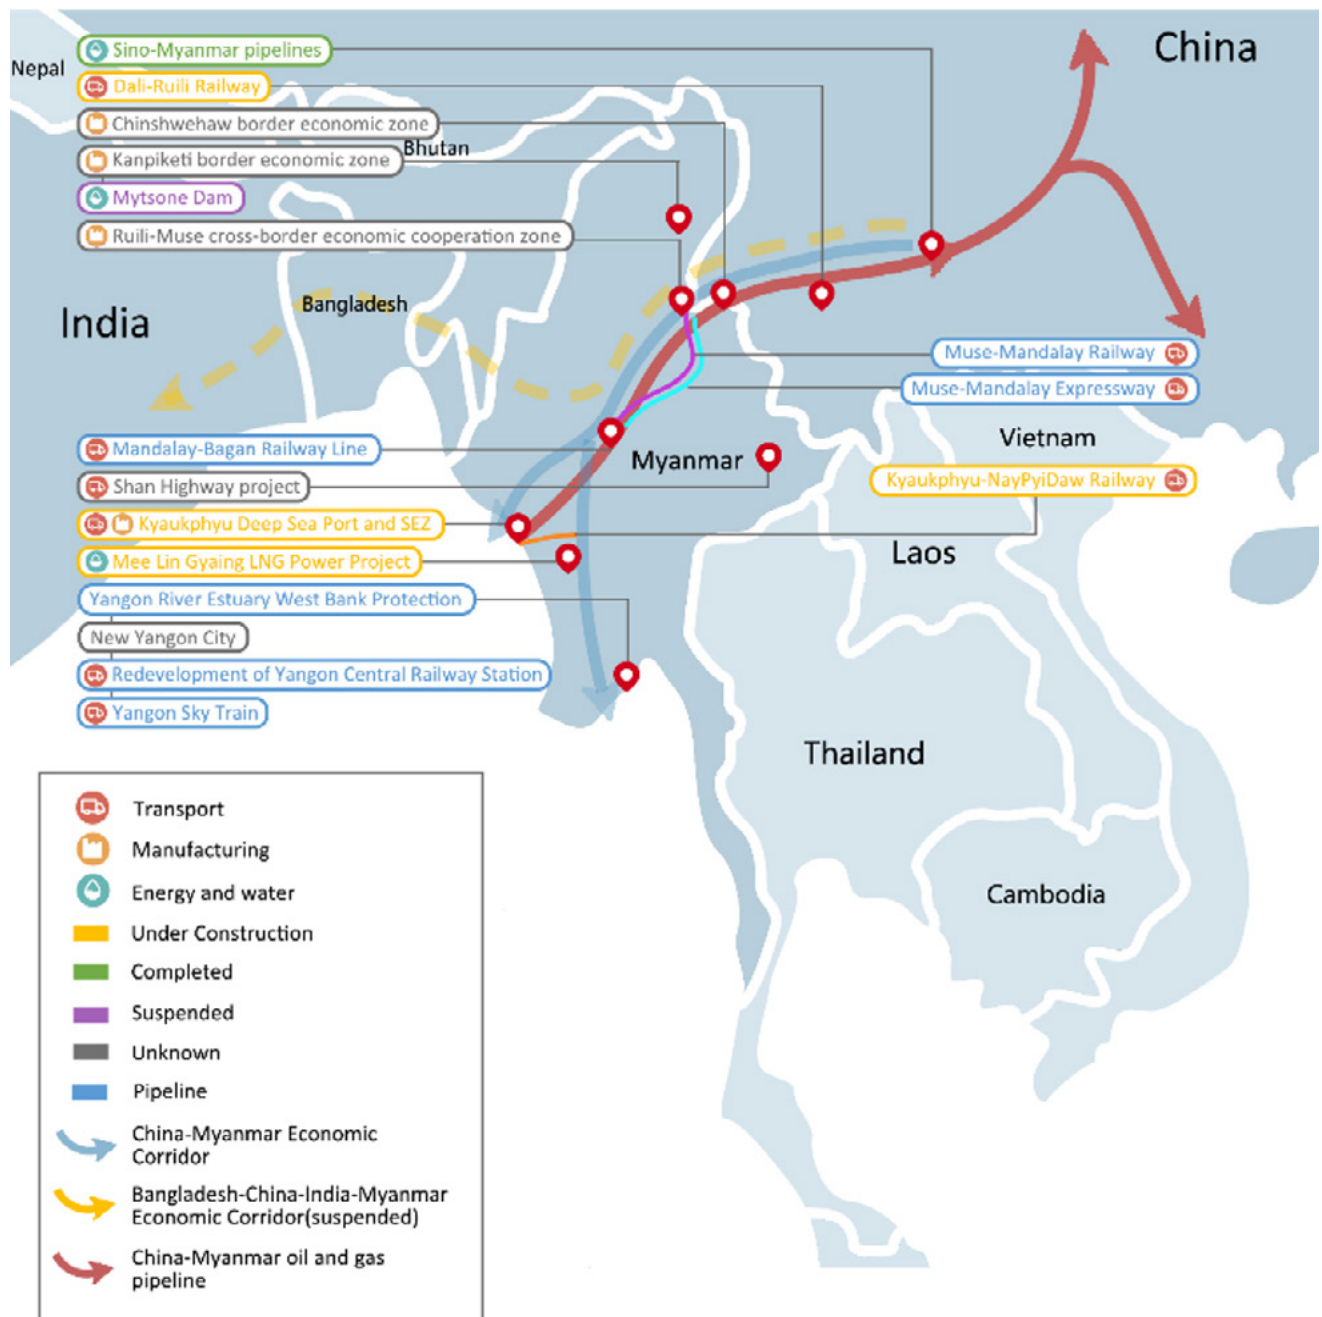 China
Nepal
Sino-Myanmar pipelines
Dali-Ruili Railway
Chinshwehaw border economic zone
Bhutan
Kanpiketi border economic zone
Mytsone Dam
Ruili-Muse cross-border economic cooperation zone
Bangladesh
India
Muse-Mandalay Railway
Muse-Mandalay Expressway
Mandalay-Bagan Railway Line
Myanmar
Vietnam
Shan Highway project
Kyaukphyu-NayPyiDaw Railway
Kyaukphyu Deep Sea Port and SEZ
Laos
Mee Lin Gyaing LNG Power Project
Yangon River Estuary West Bank Protection
New Yangon City
Redevelopment of Yangon Central Railway Station
Yangon Sky Train
Thailand
Cambodia
Transport
Manufacturing
Energy and water
Under Construction
Completed
Suspended
Unknown
Pipeline
China-Myanmar Economic
Corridor
Bangladesh-China-India-Myanmar
Economic Corridor(suspended)
China-Myanmar oil and gas
pipeline